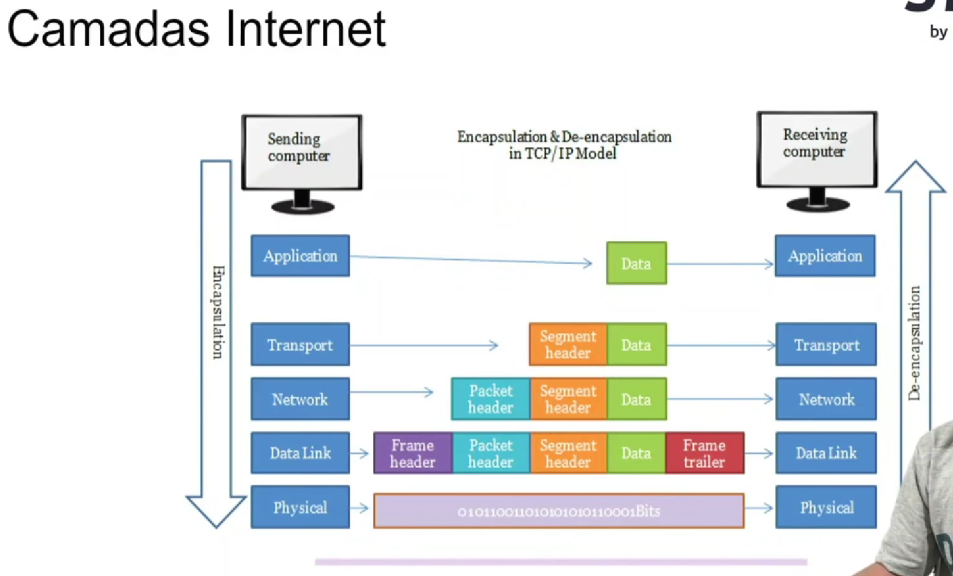 Camadas Internet
by
Sending
computer
Encapsulation & De-encapsulation
in TCP/IP Model
Receiving
computer
Encapsulation
De-encapsulation
Application
Data
Application
Transport
Segment
header
Data
Transport
Network
Packet
header
Segment
header
Data
Network
Data Link
Frame
header
Packet
header
Segment
header
Data
Frame
trailer
Data Link
Physical
01011001101010101011 0001Bits
Physical